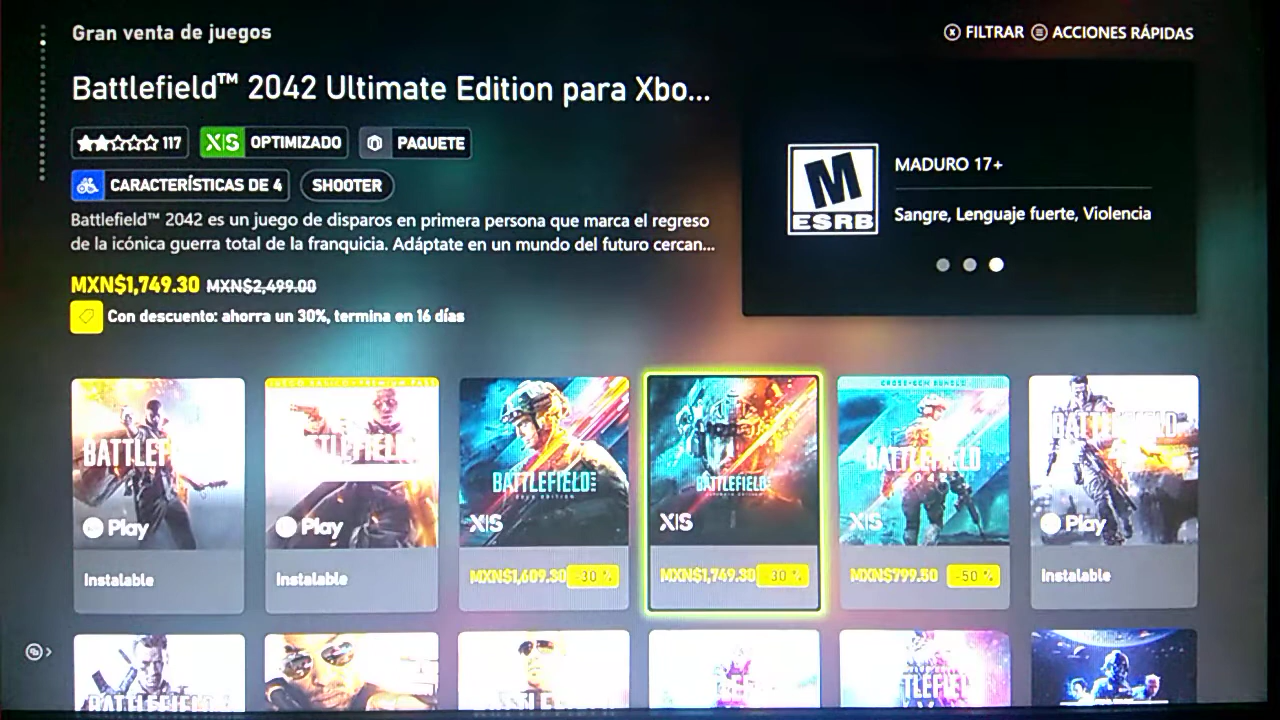 Gran venta de juegos
FILTRAR ACCIONES RÁPIDAS
Battlefield™ 2042 Ultimate Edition para Xbo...
117 X|S OPTIMIZADO PAQUETE
CARACTERÍSTICAS DE 4 SHOOTER
Battlefield™ 2042 es un juego de disparos en primera persona que marca el regreso
de la icónica guerra total de la franquicia. Adáptate en un mundo del futuro cercan...
MXN$1,749.30 MXN$2,499.00
Con descuento: ahorra un 30%, termina en 16 días
M
ESRB
MADURO 17+
Sangre, Lenguaje fuerte, Violencia
BATTLEF
Play
Instalable
Play
Instalable
BATTLEFIELD
X|S
MXN$1,609.30 -30 %
BATTLEFIELD
X|S
MXN$1,749.30 -30 %
CROSS-GEN BUNDLE
BATTLEFIELD
2042
X|S
MXN$799.50 -50 %
BATTLEFIELD
Play
Instalable
BATTLEFIELD